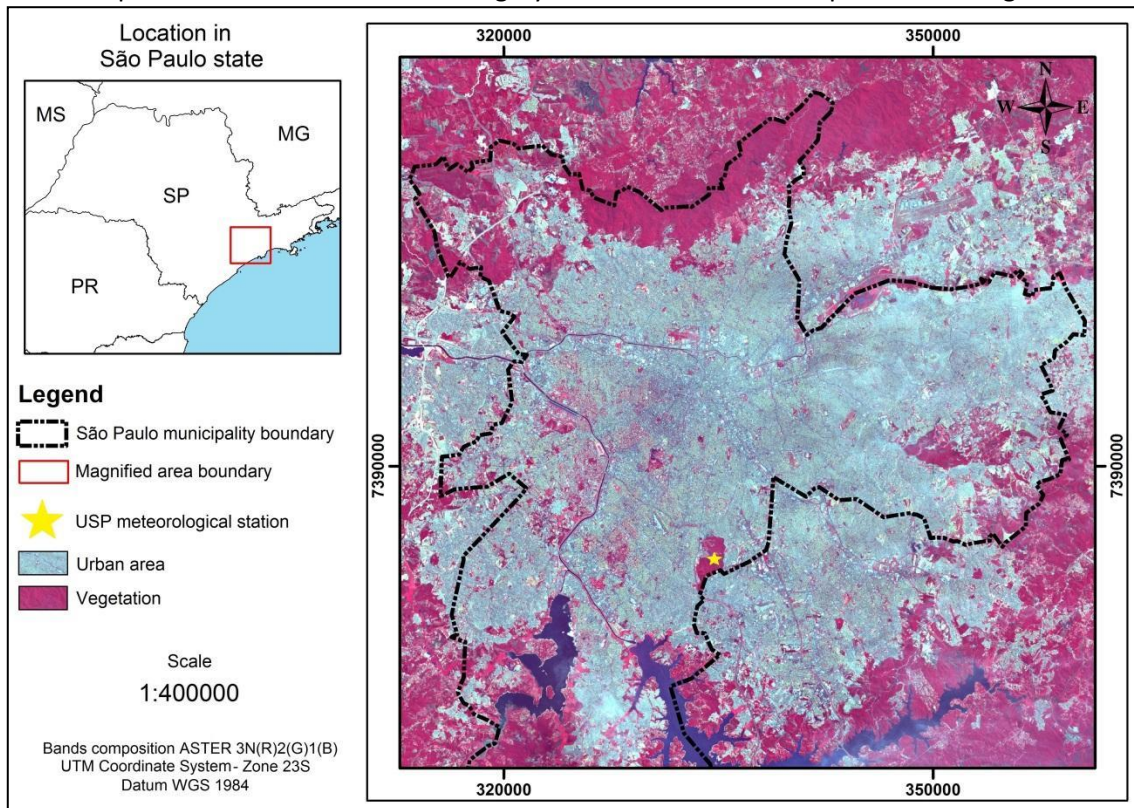 Location in
São Paulo state
MS
MG
SP
PR
Legend
São Paulo municipality boundary
Magnified area boundary
USP meteorological station
Urban area
Vegetation
Scale
1:400000
Bands composition ASTER 3N(R)2(G)1(B)
UTM Coordinate System - Zone 23S
Datum WGS 1984
320000
350000
N
W
E
S
7390000
7390000
320000
350000